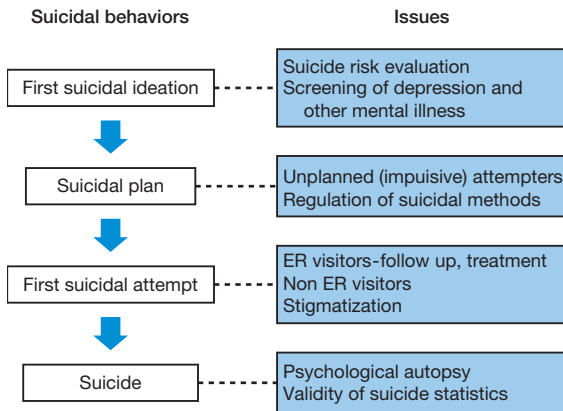 Suicidal behaviors
Issues
First suicidal ideation
Suicide risk evaluation
Screening of depression and
other mental illness
Suicidal plan
Unplanned (impuisive) attempters
Regulation of suicidal methods
First suicidal attempt
ER visitors-follow up, treatment
Non ER visitors
Stigmatization
Suicide
Psychological autopsy
Validity of suicide statistics